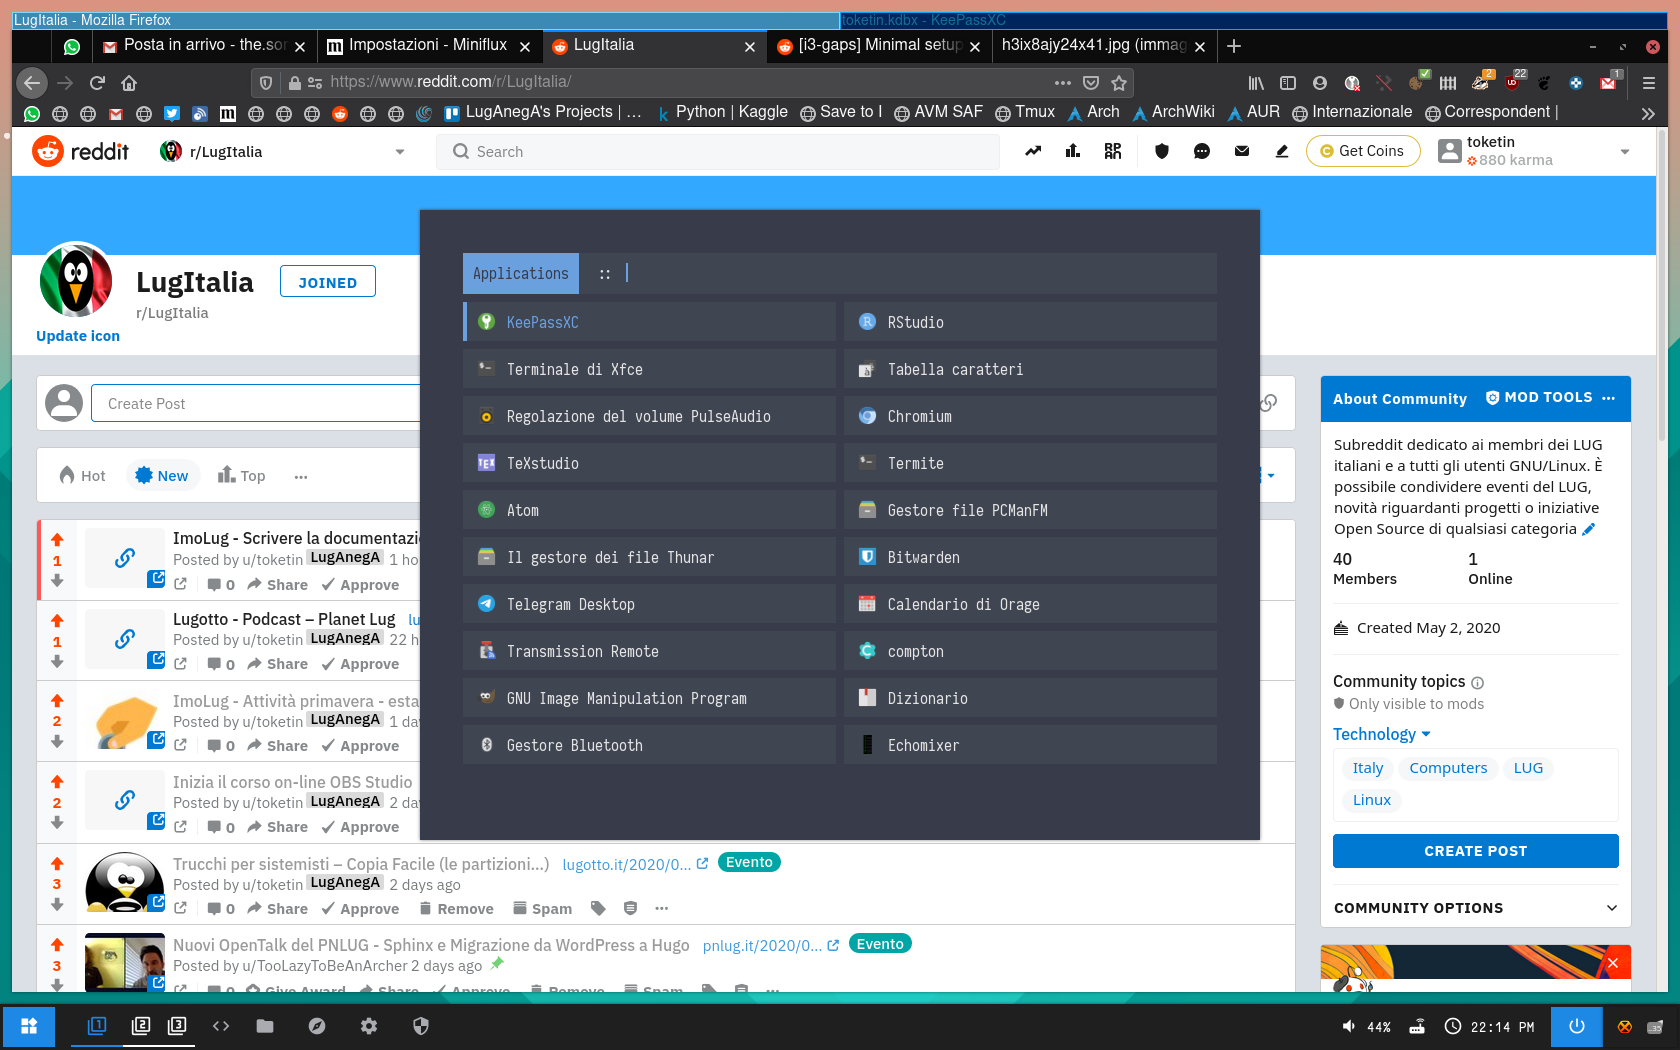 LugItalia - Mozilla Firefox
toketin.kdbx - KeePassXC
Posta in arrivo - the.sor
Impostazioni - Miniflux
LugItalia
[i3-gaps] Minimal setup
h3ix8ajy24x41.jpg (immag
https://www.reddit.com/r/LugItalia/
2
22
1
LugAnegA's Projects | ...
Python | Kaggle
Save to I
AVM SAF
Tmux
Arch
ArchWiki
AUR
Internazionale
Correspondent |
reddit
r/LugItalia
Search
Get Coins
toketin
880 karma
LugItalia
JOINED
r/LugItalia
Update icon
Create Post
Hot
New
Top
Applications ::
KeePassXC
RStudio
Terminale di Xfce
Tabella caratteri
Regolazione del volume PulseAudio
Chromium
TeXstudio
Termite
Atom
Gestore file PCManFM
Il gestore dei file Thunar
Bitwarden
Telegram Desktop
Calendario di Orage
Transmission Remote
compton
GNU Image Manipulation Program
Dizionario
Gestore Bluetooth
Echomixer
1
ImoLug - Scrivere la documentazi
Posted by u/toketin LugAnegA 1 ho
0 Share Approve
1
Lugotto - Podcast – Planet Lug lu
Posted by u/toketin LugAnegA 22 h
0 Share Approve
2
ImoLug - Attività primavera - esta
Posted by u/toketin LugAnegA 1 da
0 Share Approve
2
Inizia il corso on-line OBS Studio
Posted by u/toketin LugAnegA 2 da
0 Share Approve
3
Trucchi per sistemisti – Copia Facile (le partizioni...) lugotto.it/2020/0... Evento
Posted by u/toketin LugAnegA 2 days ago
0 Share Approve Remove Spam
3
Nuovi OpenTalk del PNLUG - Sphinx e Migrazione da WordPress a Hugo pnlug.it/2020/0... Evento
Posted by u/TooLazyToBeAnArcher 2 days ago
0 Give Award Share Approve Remove Spam
About Community
MOD TOOLS
Subreddit dedicato ai membri dei LUG
italiani e a tutti gli utenti GNU/Linux. È
possibile condividere eventi del LUG,
novità riguardanti progetti o iniziative
Open Source di qualsiasi categoria
40
Members
1
Online
Created May 2, 2020
Community topics
Only visible to mods
Technology
Italy
Computers
LUG
Linux
CREATE POST
COMMUNITY OPTIONS
1
2
3
44%
22:14 PM
35